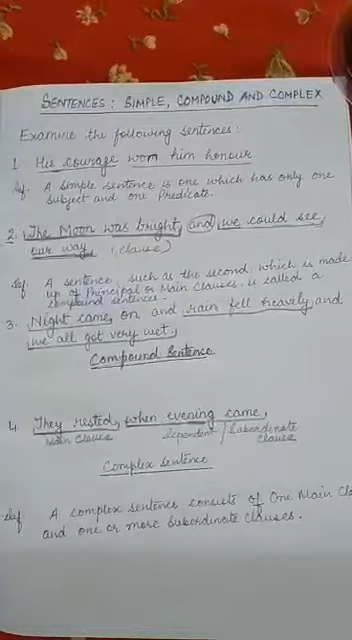 SENTENCES: SIMPLE, COMPOUND AND COMPLEX
Examine the following sentences:
1. His courage won him honour
Def. A simple sentence is one which has only one
subject and one Predicate.
2. The Moon was bright, and we could see,
our way, (clause)
Def. A sentence, such as the second, which is made
up of Principal or Main Clauses, is called a
compound sentences.
3. Night came on and rain fell heavely and
we all got very wet,
Compound Sentence
4. They rested, when evening came,
Main clause Dependent / Subordinate
clause
Complex sentence
Def A complex sentence consists of One Main Cla
and one or more Subordinate Clauses.